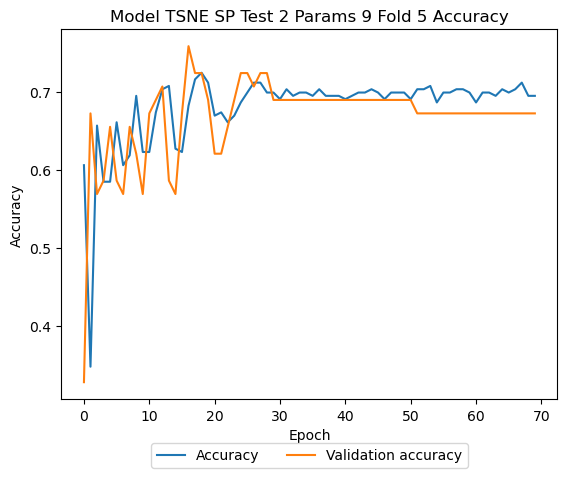 Model TSNE SP Test 2 Params 9 Fold 5 Accuracy
Accuracy
0.7
0.6
0.5
0.4
0 10 20 30 40 50 60 70
Epoch
Accuracy Validation accuracy